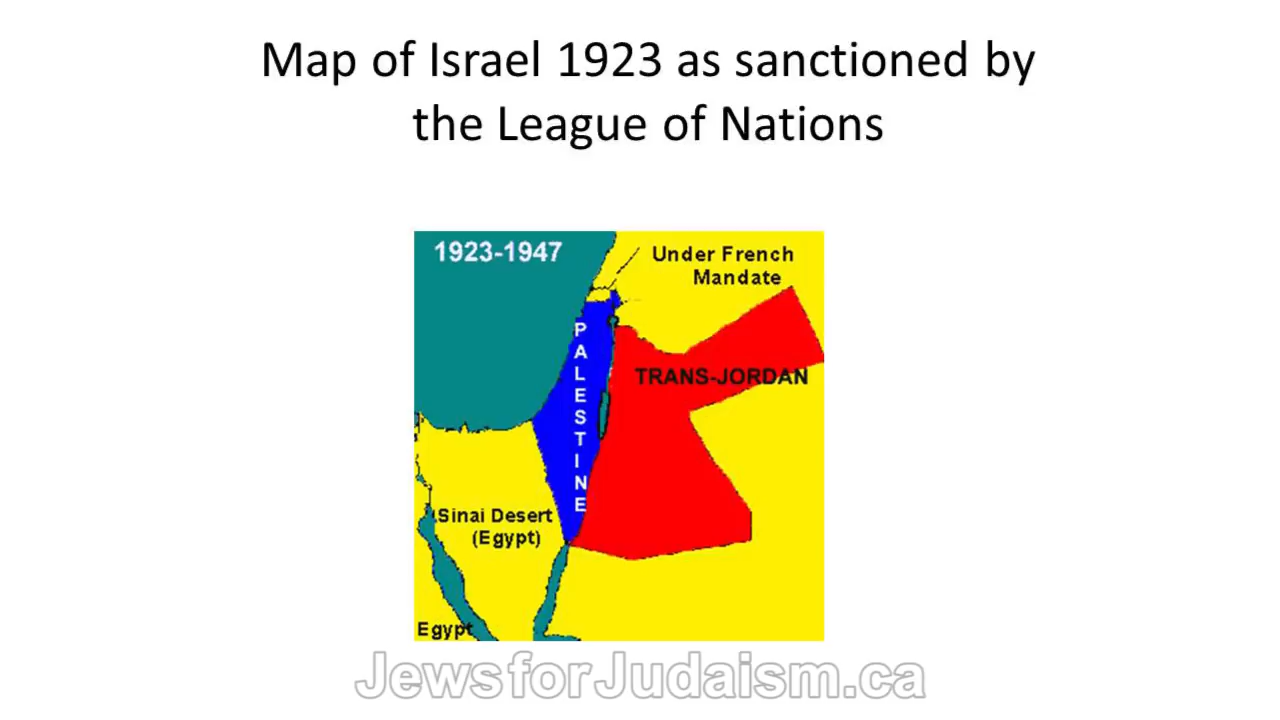 Map of Israel 1923 as sanctioned by
the League of Nations
1923-1947
Under French
Mandate
PALESTINE
TRANS-JORDAN
Sinai Desert
(Egypt)
Egypt
JewsforJudaism.ca